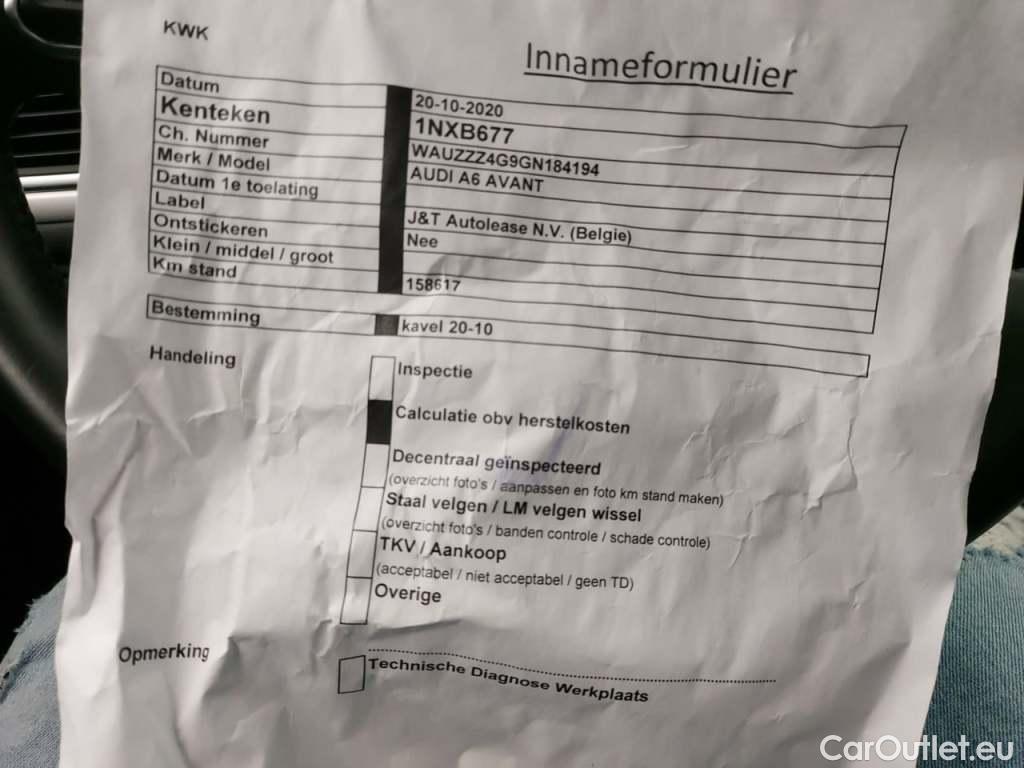 KWK
Innameformulier
Datum 20-10-2020
Kenteken 1NXB677
Ch. Nummer WAUZZZ4G9GN184194
Merk / Model AUDI A6 AVANT
Datum 1e toelating
Label J&T Autolease N.V. (Belgie)
Ontstickeren Nee
Klein / middel / groot
Km stand 158617
Bestemming kavel 20-10
Handeling
Inspectie
Calculatie obv herstelkosten
Decentraal geïnspecteerd
(overzicht foto's / aanpassen en foto km stand maken)
Staal velgen / LM velgen wissel
(overzicht foto's / banden controle / schade controle)
TKV / Aankoop
(acceptabel / niet acceptabel / geen TD)
Overige
Opmerking
Technische Diagnose Werkplaats
CarOutlet.eu